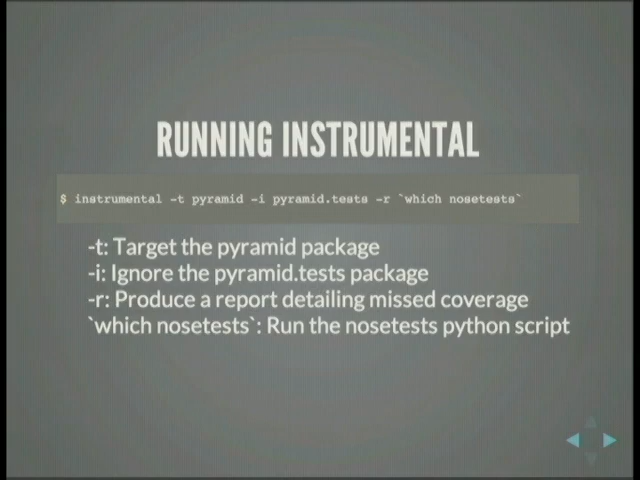 RUNNING INSTRUMENTAL
$ instrumental -t pyramid -i pyramid.tests -r `which nosetests`
-t: Target the pyramid package
-i: Ignore the pyramid.tests package
-r: Produce a report detailing missed coverage
`which nosetests`: Run the nosetests python script